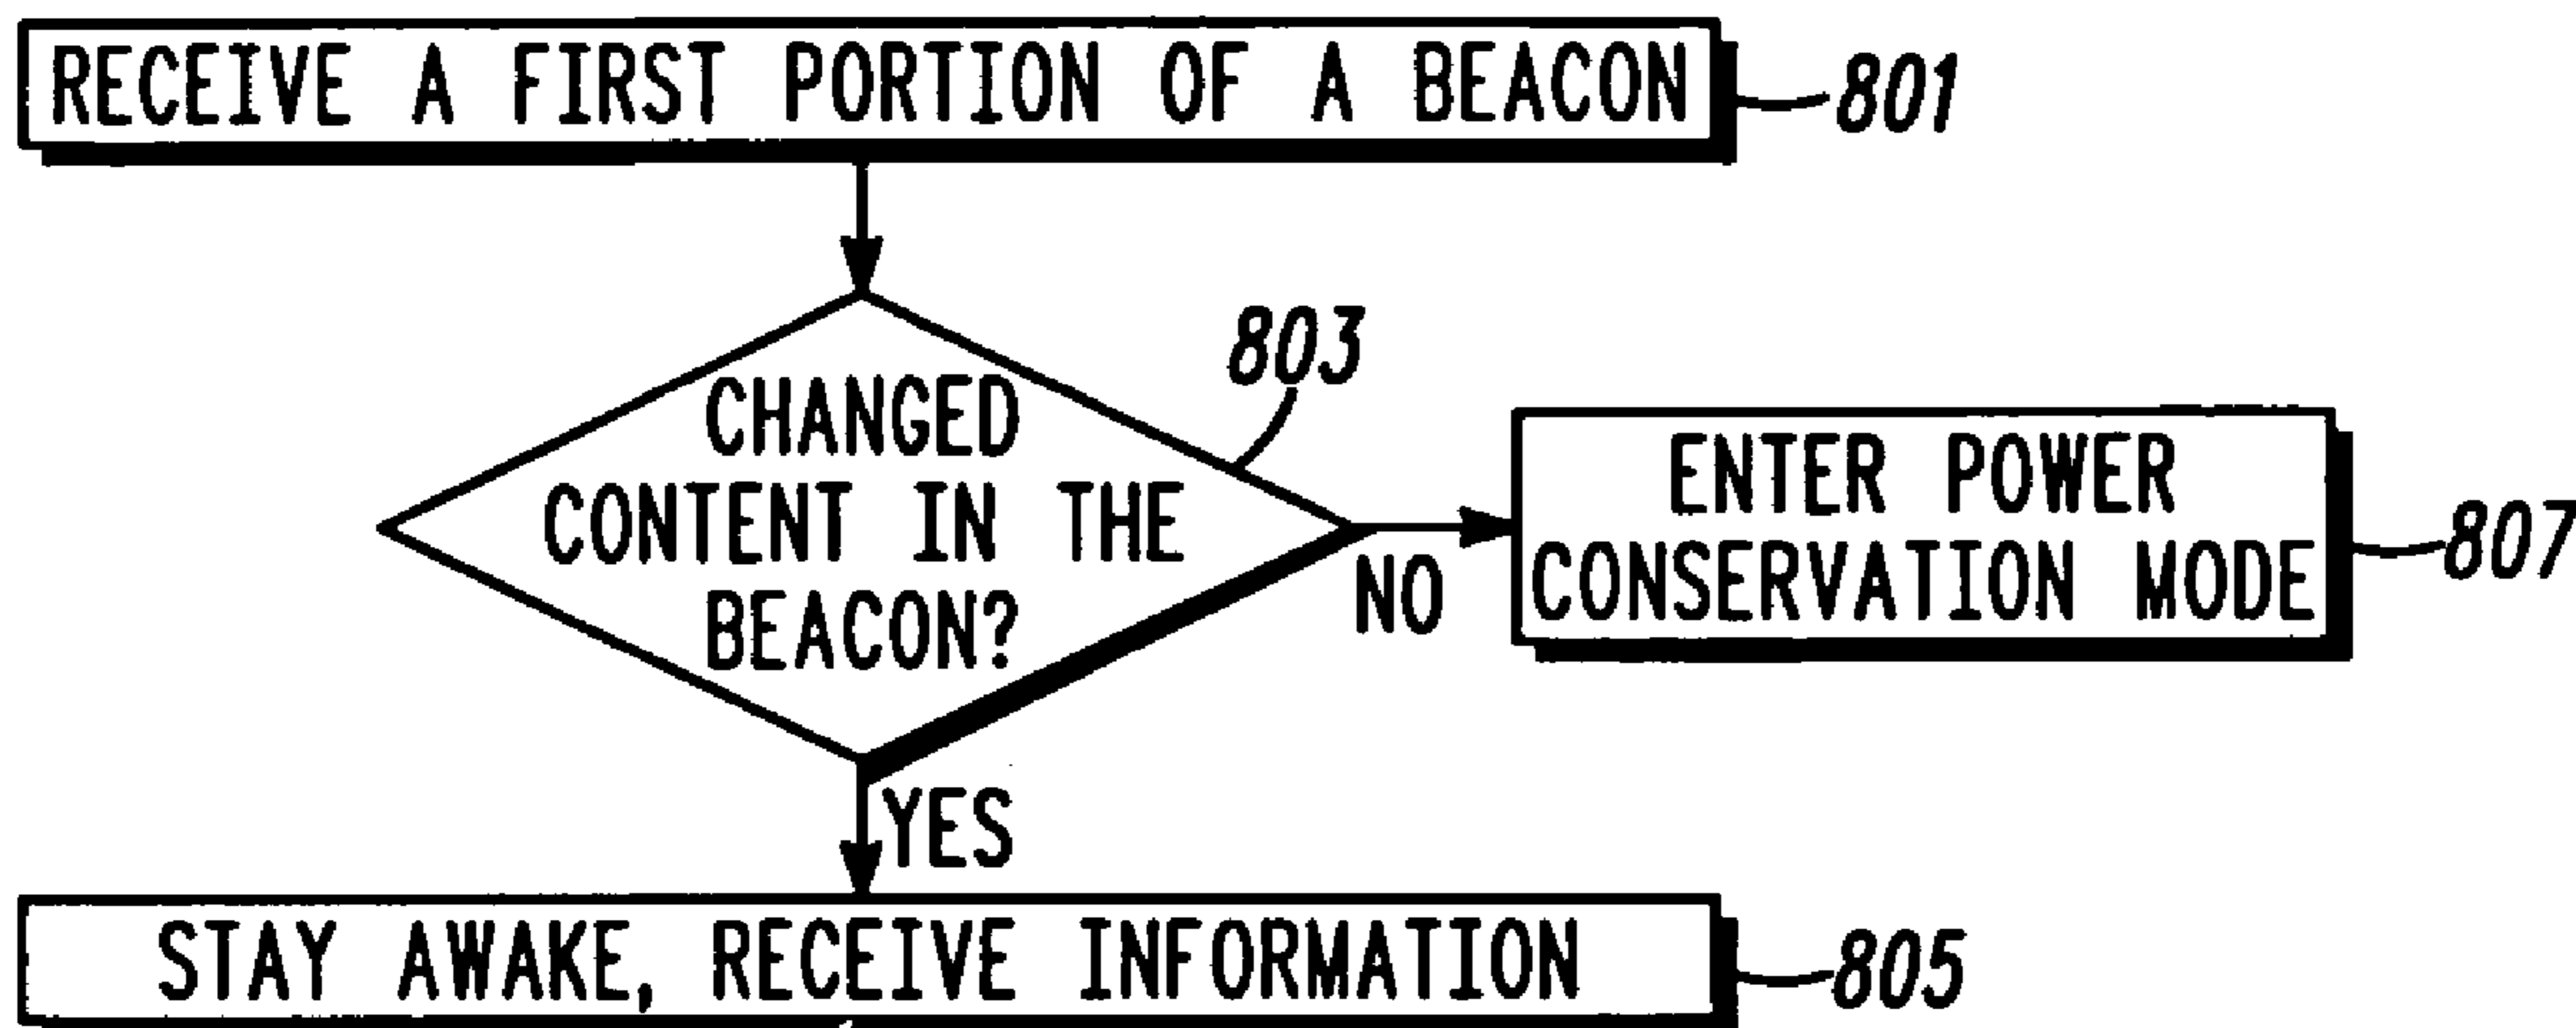 RECEIVE A FIRST PORTION OF A BEACON
801
803
CHANGED
CONTENT IN THE
BEACON?
NO
ENTER POWER
CONSERVATION MODE
807
YES
STAY AWAKE, RECEIVE INFORMATION
805